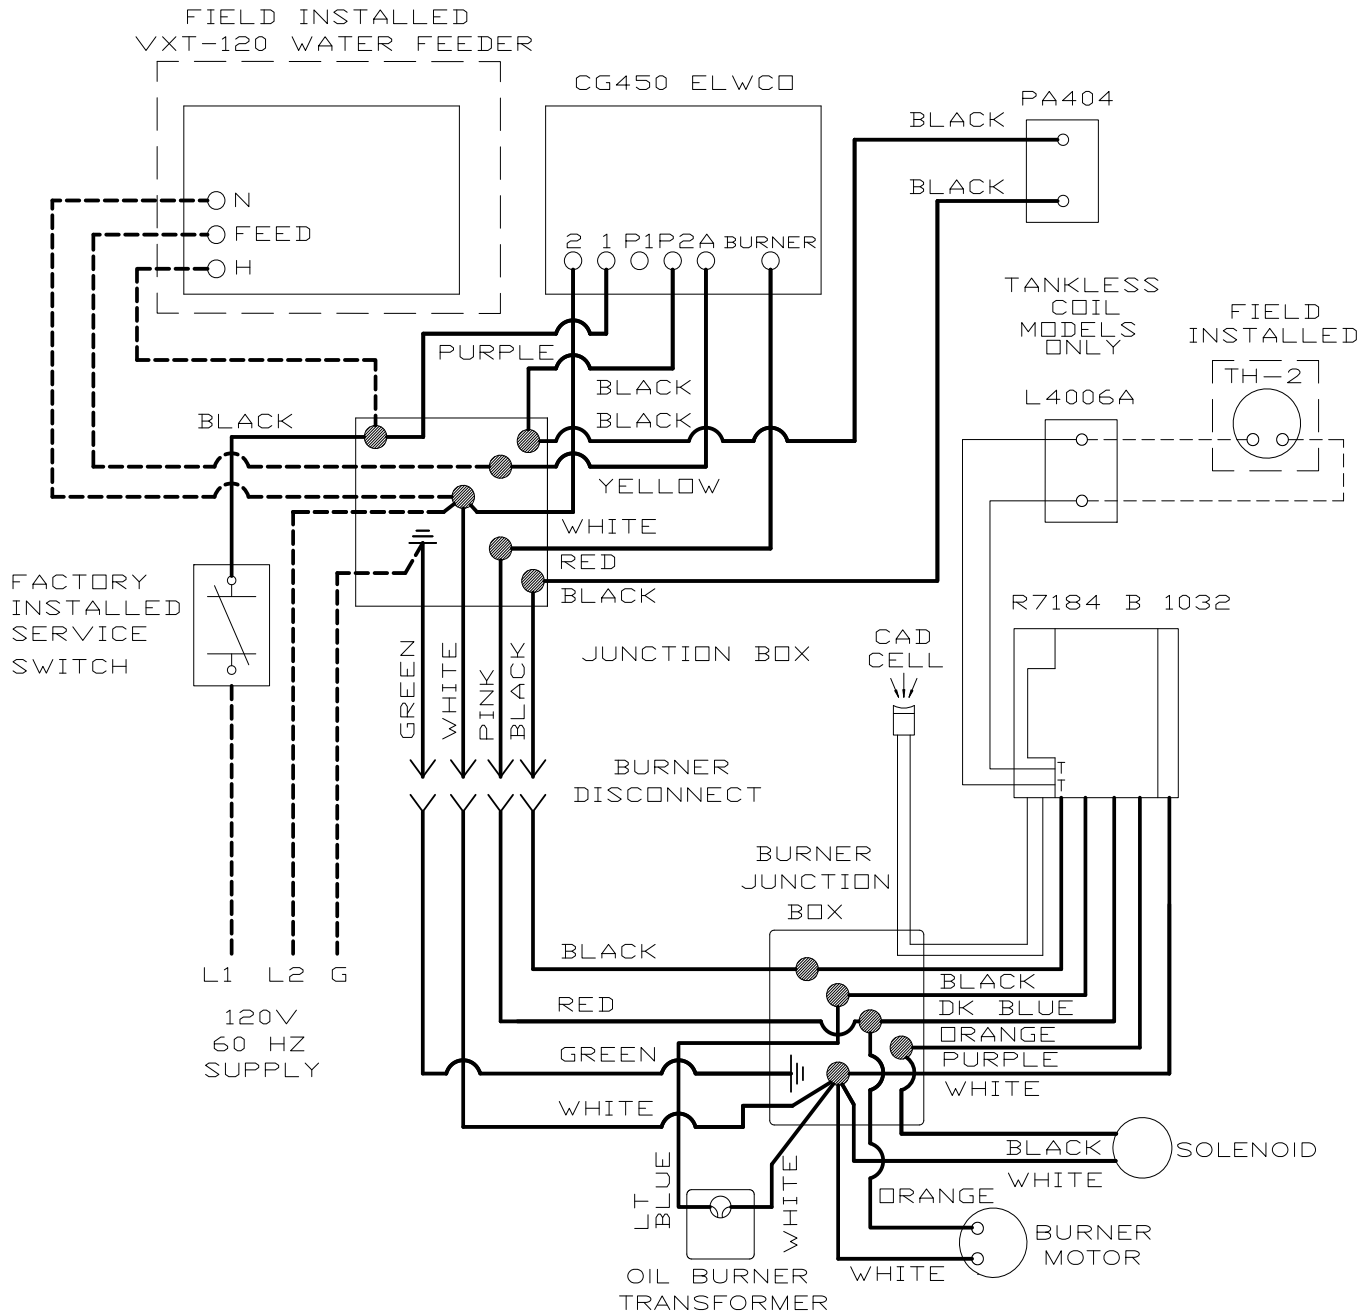 FIELD INSTALLED
VXT-120 WATER FEEDER
CG450 ELWCO
PA404
BLACK
BLACK
N
FEED
H
2 1 P1 P2 A BURNER
TANKLESS
COIL
MODELS
ONLY
FIELD
INSTALLED
TH-2
L4006A
PURPLE
BLACK
BLACK
BLACK
YELLOW
WHITE
RED
BLACK
FACTORY
INSTALLED
SERVICE
SWITCH
JUNCTION BOX
GREEN
WHITE
PINK
BLACK
R7184 B 1032
CAD
CELL
T
T
BURNER
DISCONNECT
BURNER
JUNCTION
BOX
L1 L2 G
120V
60 HZ
SUPPLY
BLACK
RED
GREEN
WHITE
BLACK
DK BLUE
ORANGE
PURPLE
WHITE
BLACK
WHITE
SOLENOID
LT
BLUE
WHITE
ORANGE
WHITE
BURNER
MOTOR
OIL BURNER
TRANSFORMER